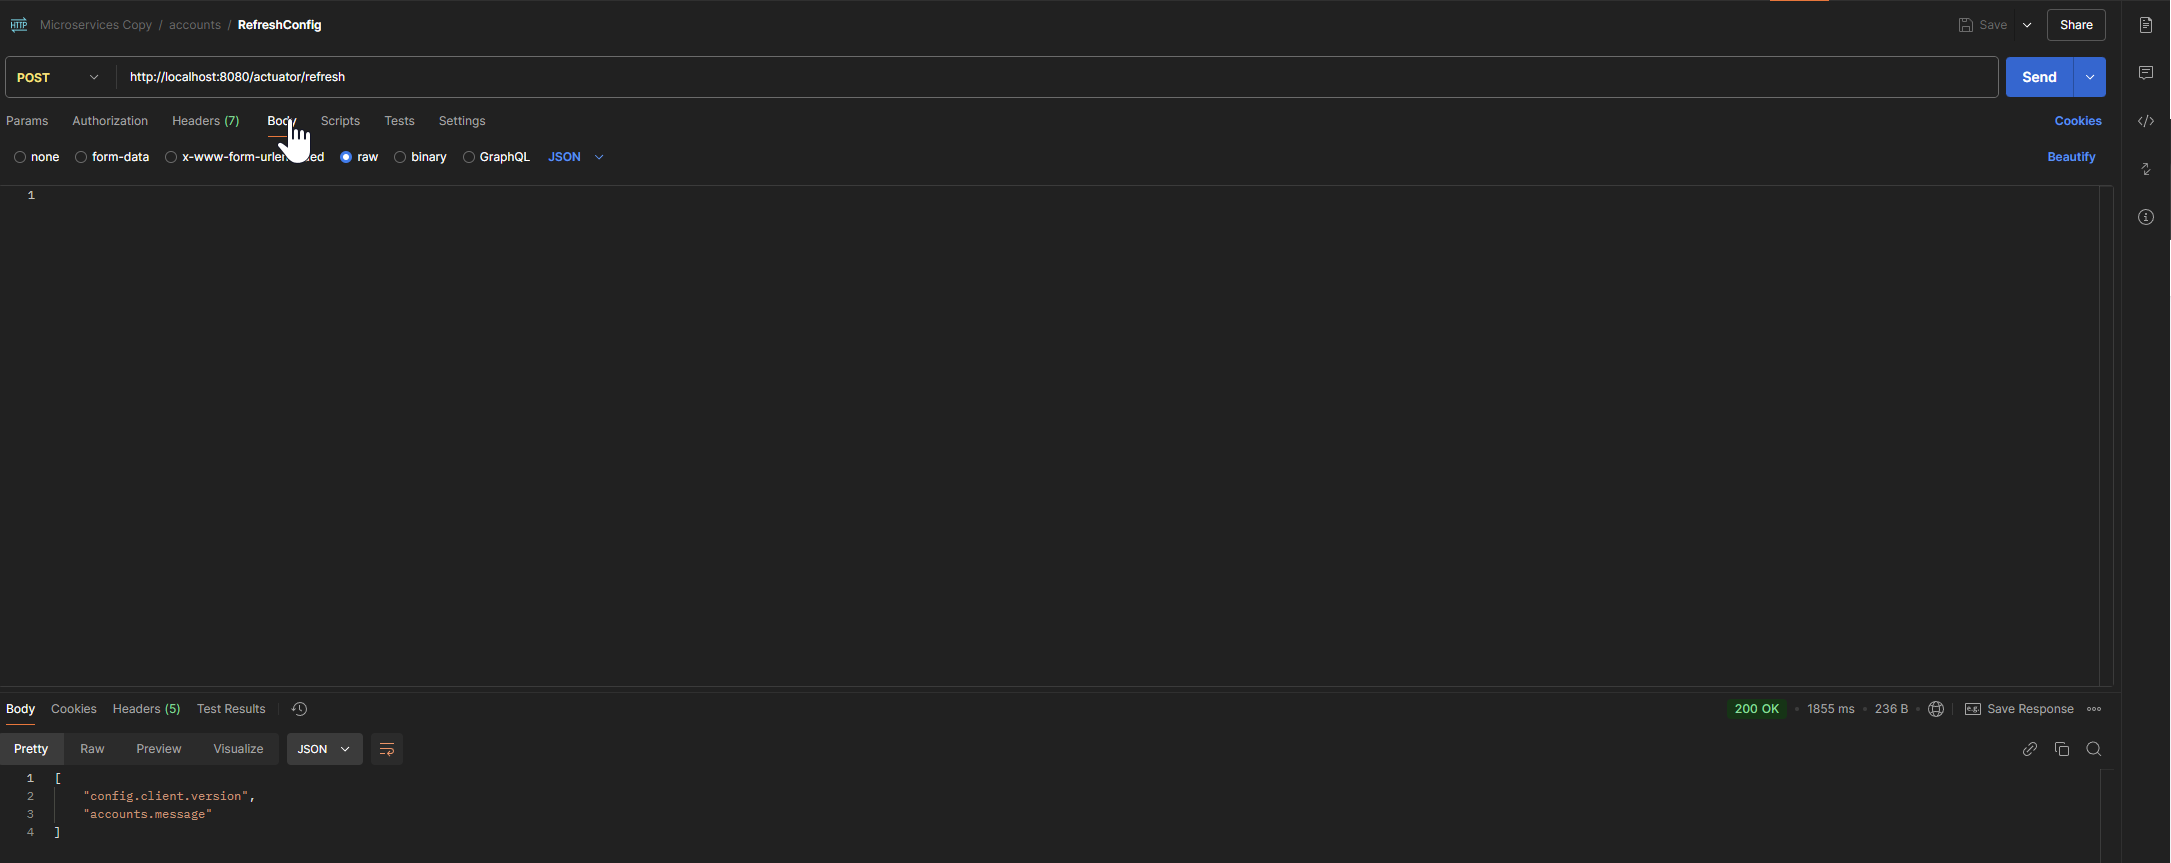 HTTP Microservices Copy / accounts / RefreshConfig Save Share
POST http://localhost:8080/actuator/refresh Send
Params Authorization Headers (7) Body Scripts Tests Settings Cookies
none form-data x-www-form-urlen ed raw binary GraphQL JSON Beautify
1
Body Cookies Headers (5) Test Results 200 OK • 1855 ms • 236 B • e.g. Save Response
Pretty Raw Preview Visualize JSON
1 [
2 "config.client.version",
3 "accounts.message"
4 ]